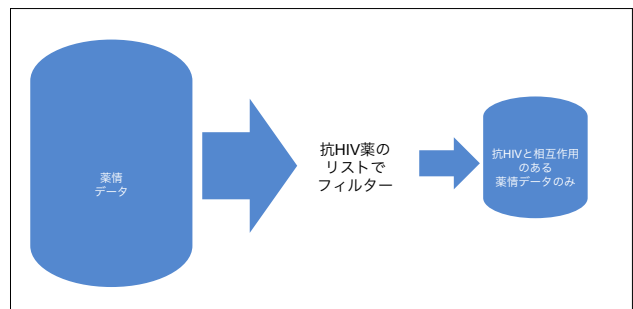 薬情
データ
抗HIV薬の
リストで
フィルター
抗HIVと相互作用
のある
薬情データのみ